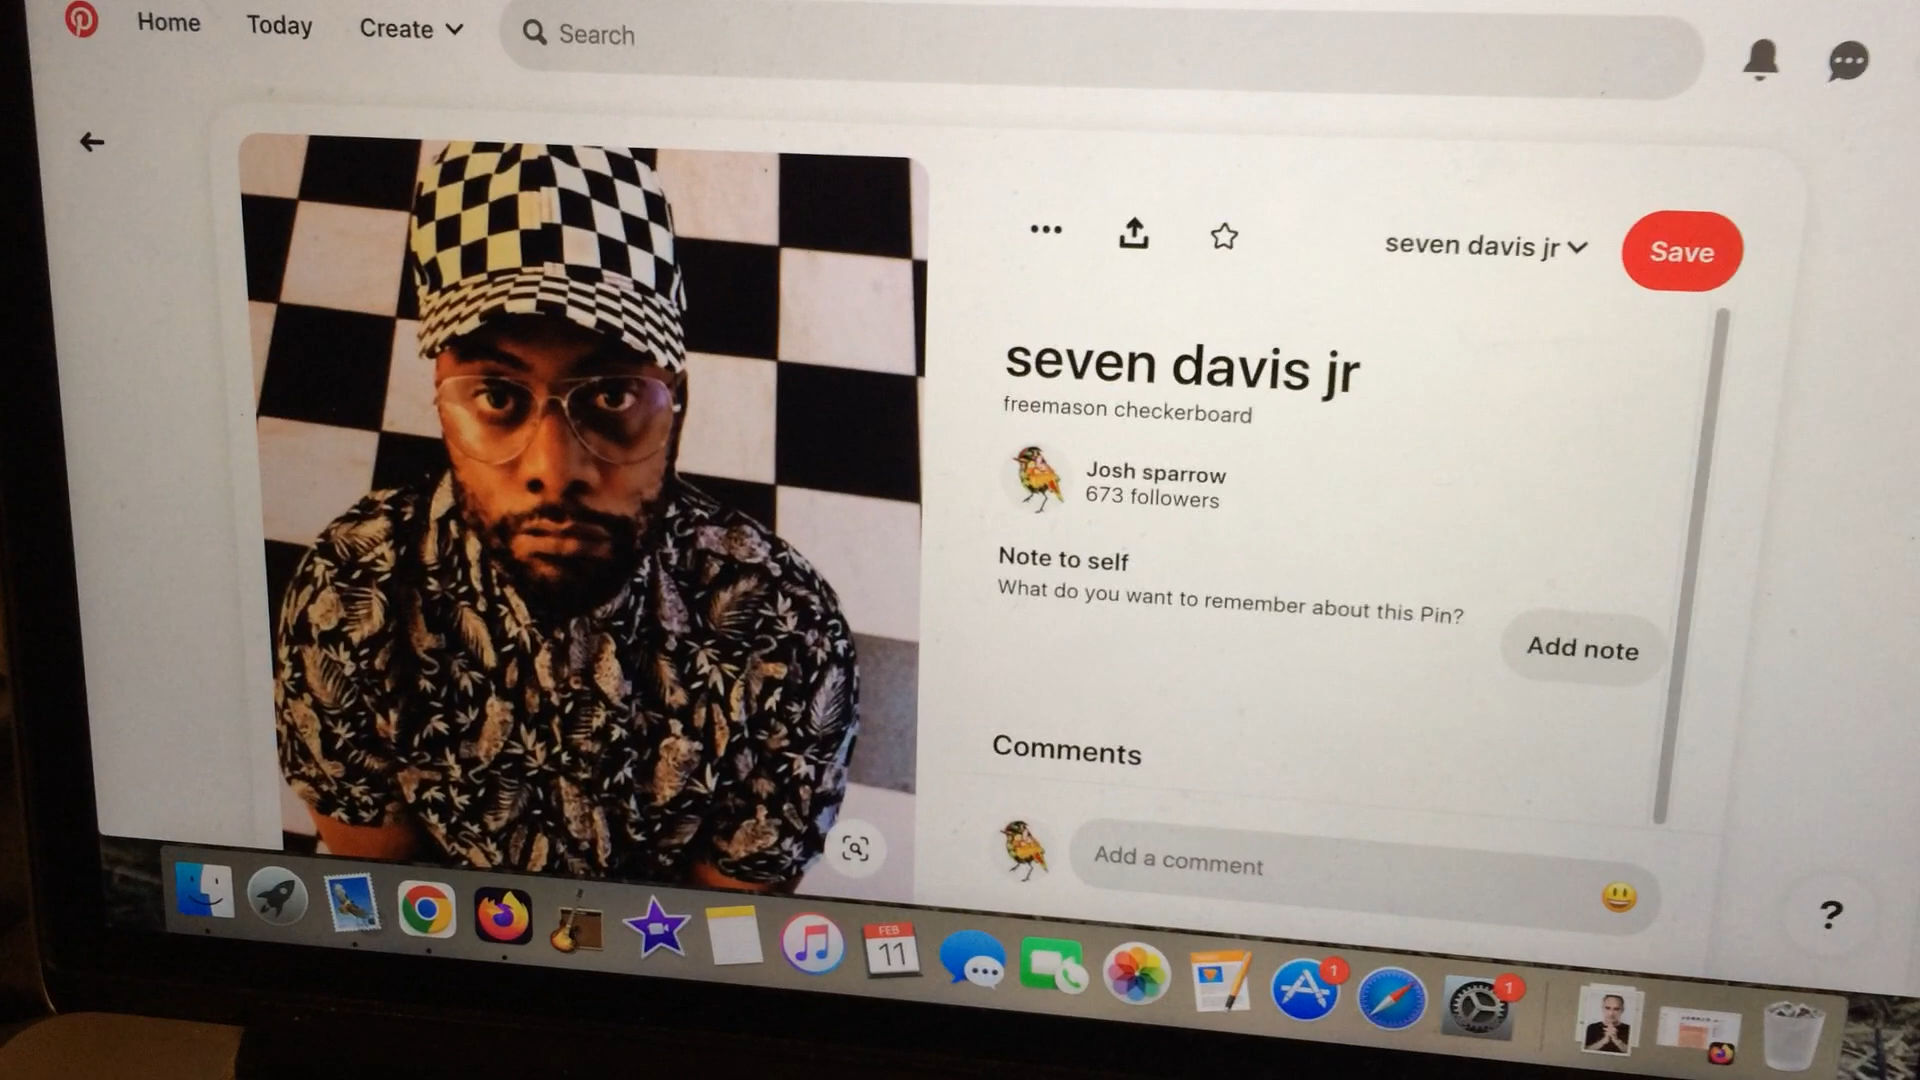 Home Today Create Search
seven davis jr Save
seven davis jr
freemason checkerboard
Josh sparrow
673 followers
Note to self
What do you want to remember about this Pin?
Add note
Comments
Add a comment
?
FEB
11
1
1